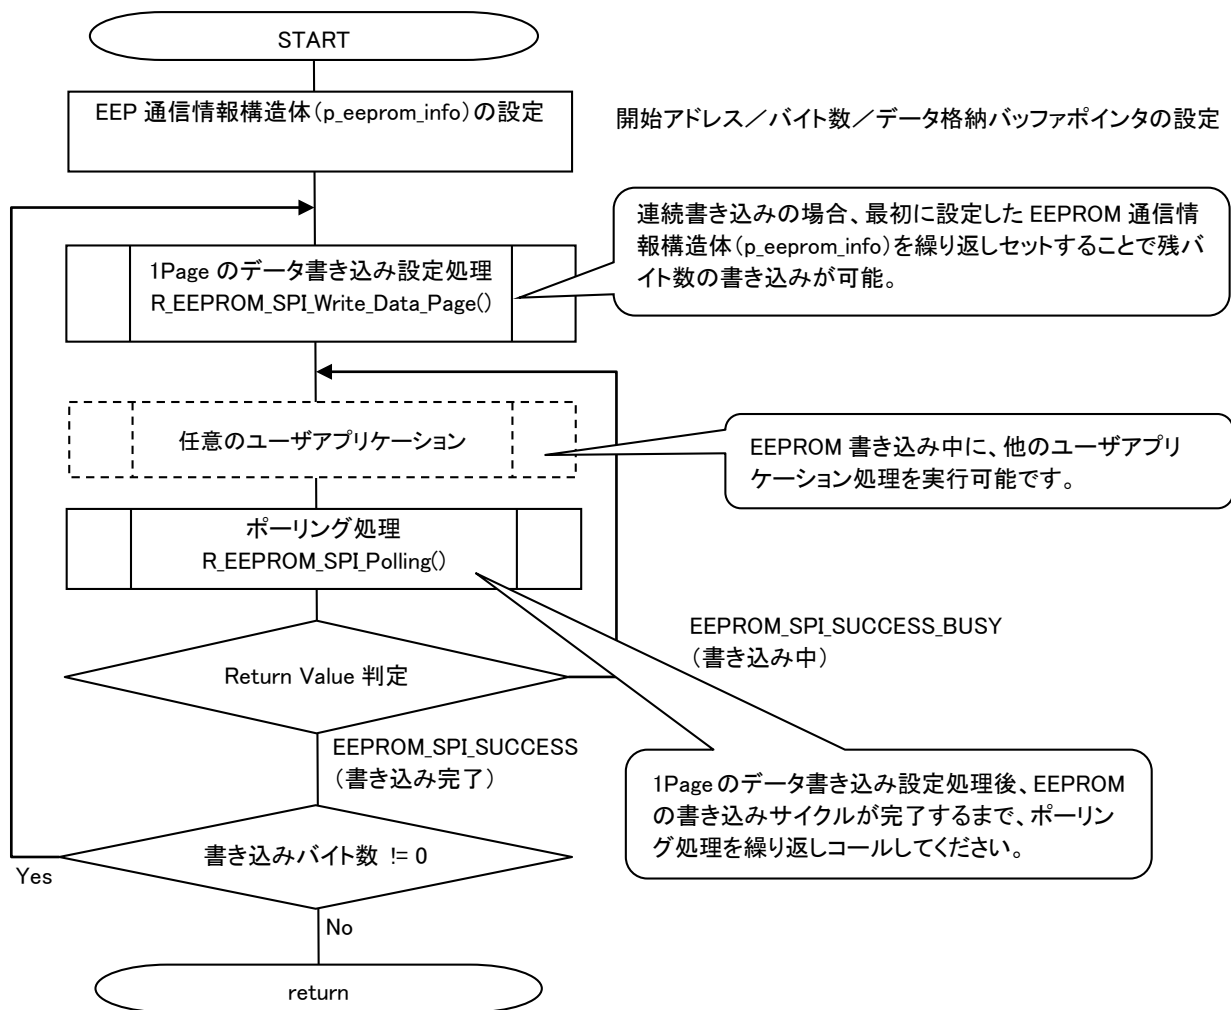 START
EEP 通信情報構造体(p_eeprom_info)の設定
開始アドレス／バイト数／データ格納バッファポインタの設定
連続書き込みの場合、最初に設定した EEPROM 通信情
報構造体(p_eeprom_info)を繰り返しセットすることで残バ
イト数の書き込みが可能。
1Page のデータ書き込み設定処理
R_EEPROM_SPI_Write_Data_Page()
任意のユーザアプリケーション
EEPROM 書き込み中に、他のユーザアプリ
ケーション処理を実行可能です。
ポーリング処理
R_EEPROM_SPI_Polling()
EEPROM_SPI_SUCCESS_BUSY
（書き込み中）
Return Value 判定
EEPROM_SPI_SUCCESS
（書き込み完了）
1Page のデータ書き込み設定処理後、EEPROM
の書き込みサイクルが完了するまで、ポーリン
グ処理を繰り返しコールしてください。
書き込みバイト数 != 0
Yes
No
return